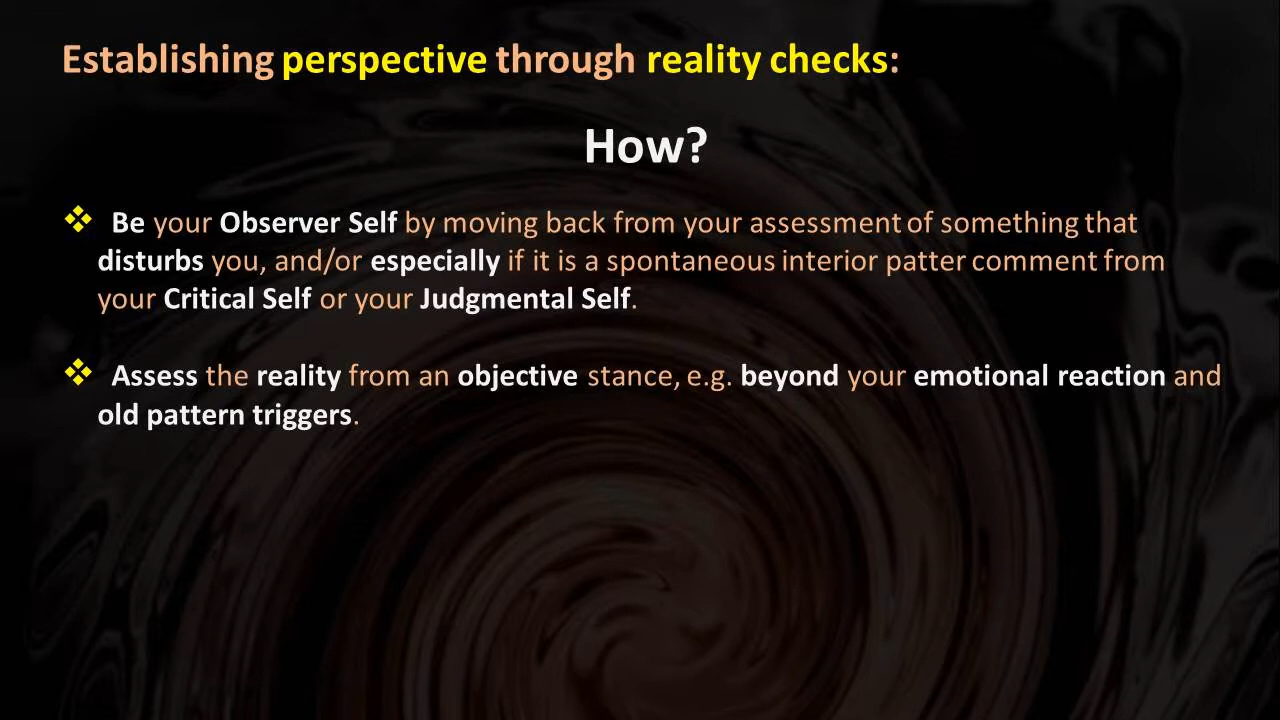 Establishing perspective through reality checks:
How?
❖ Be your Observer Self by moving back from your assessment of something that
disturbs you, and/or especially if it is a spontaneous interior patter comment from
your Critical Self or your Judgmental Self.
❖ Assess the reality from an objective stance, e.g. beyond your emotional reaction and
old pattern triggers.